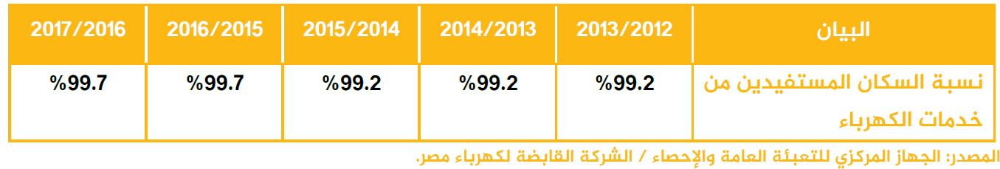 البيان 2013/2012 2014/2013 2015/2014 2016/2015 2017/2016
نسبة السكان المستفيدين من %99.2 %99.2 %99.2 %99.7 %99.7
خدمات الكهرباء
المصدر: الجهاز المركزي للتعبئة العامة والإحصاء / الشركة القابضة لكهرباء مصر.